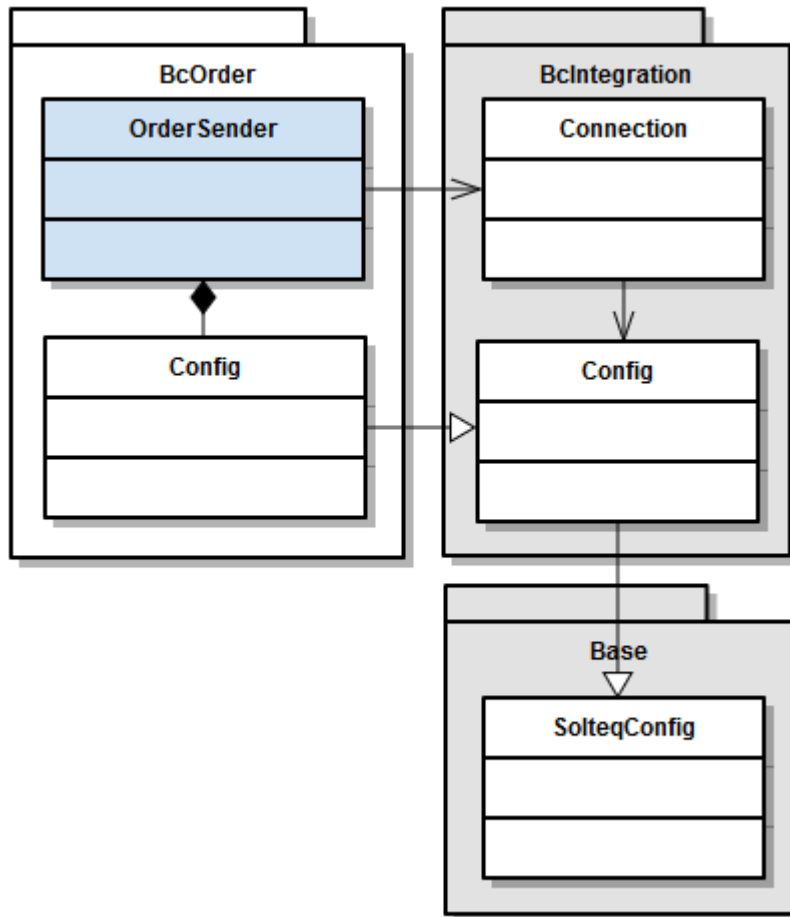 BcOrder
OrderSender
Config
BcIntegration
Connection
Config
Base
SolteqConfig